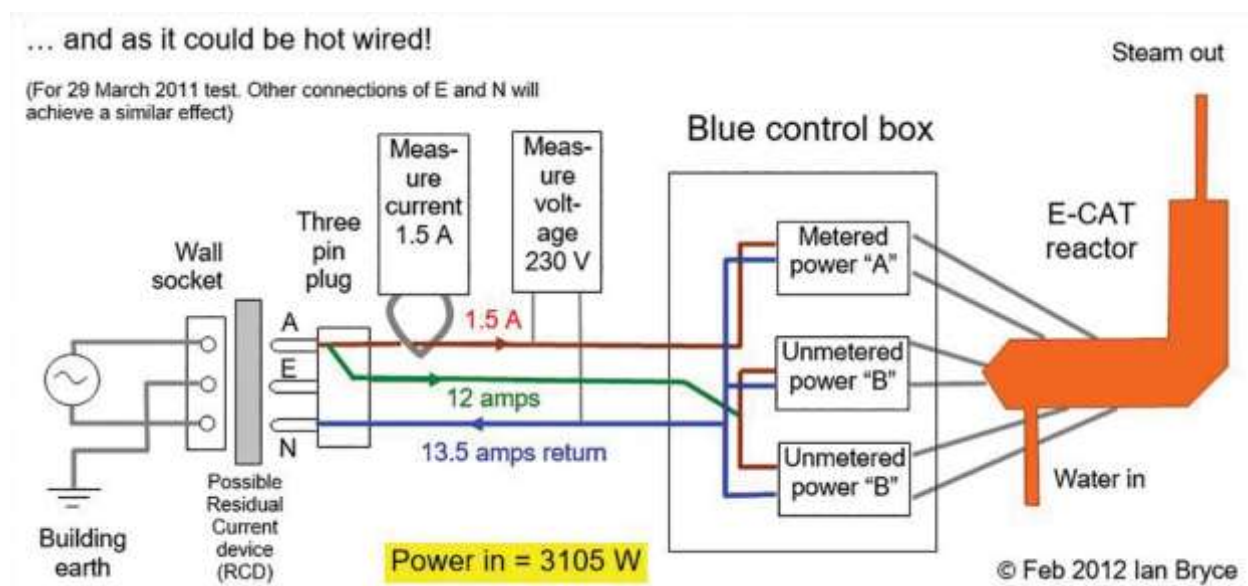 ... and as it could be hot wired!
(For 29 March 2011 test. Other connections of E and N will
achieve a similar effect)
Steam out
Blue control box
Meas-
ure
current
1.5 A
Meas-
ure
volt-
age
230 V
Three
pin
plug
Wall
socket
E-CAT
reactor
Metered
power “A”
A
1.5 A
E
Unmetered
power “B”
12 amps
N
13.5 amps return
Unmetered
power “B”
Water in
Possible
Residual
Current
device
(RCD)
Building
earth
Power in = 3105 W
© Feb 2012 Ian Bryce